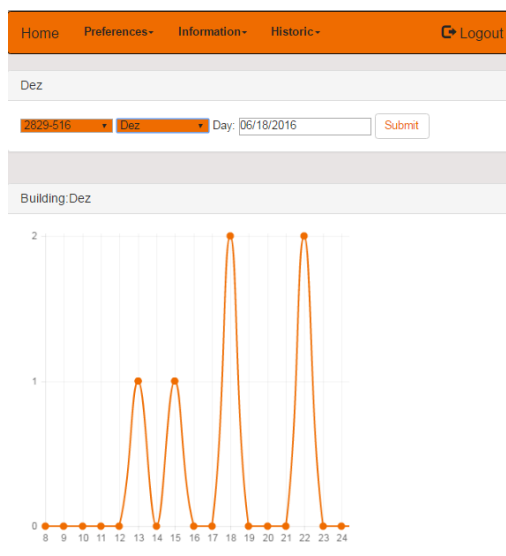 Home Preferences Information Historic Logout
Dez
2829-516 Dez Day: 06/18/2016 Submit
Building:Dez
2
1
0
8 9 10 11 12 13 14 15 16 17 18 19 20 21 22 23 24